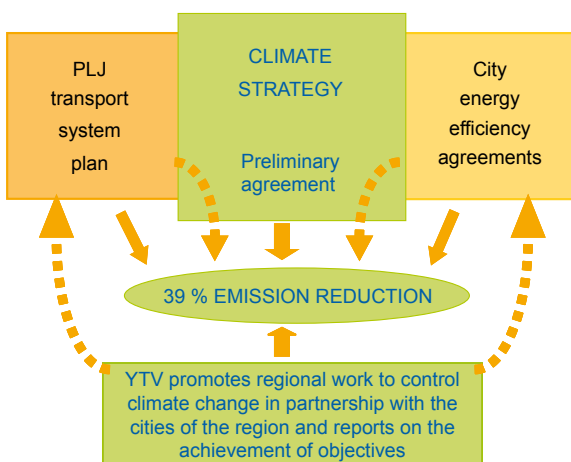 PLJ
transport
system
plan
CLIMATE
STRATEGY
Preliminary
agreement
City
energy
efficiency
agreements
39 % EMISSION REDUCTION
YTV promotes regional work to control
climate change in partnership with the
cities of the region and reports on the
achievement of objectives